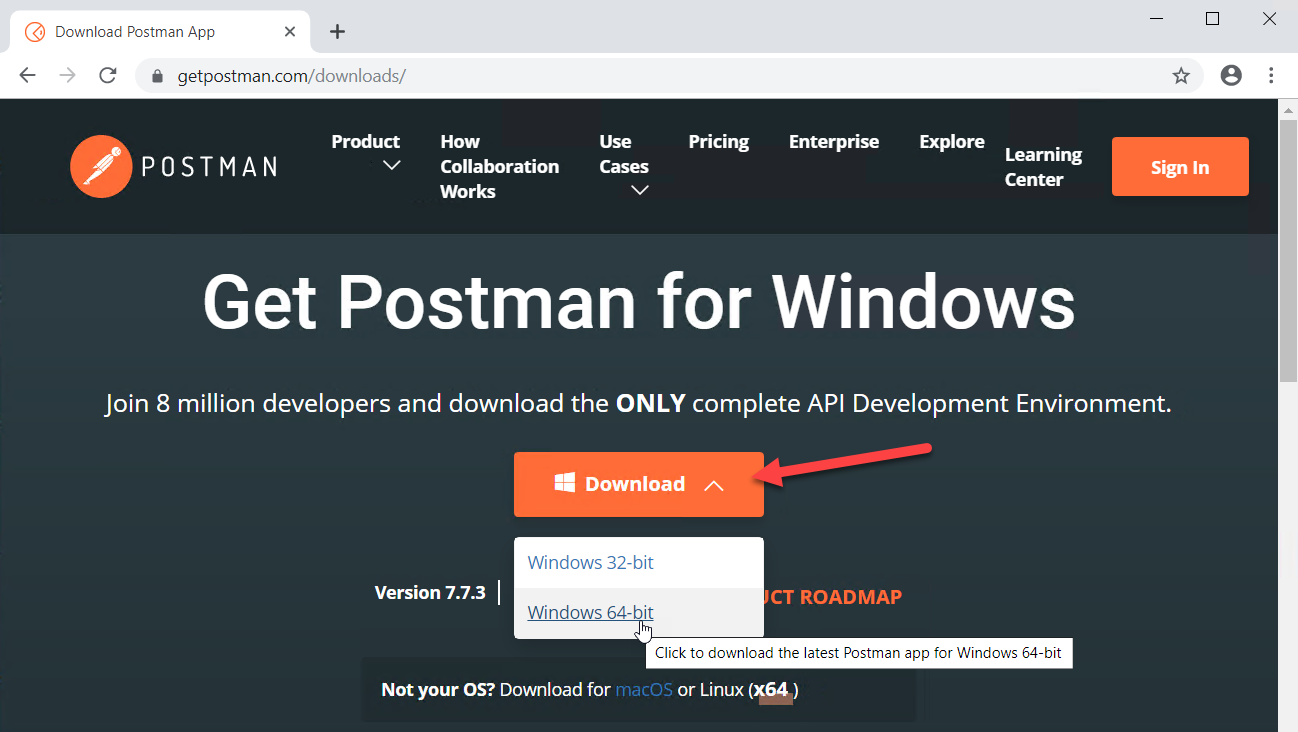 Download Postman App
getpostman.com/downloads/
POSTMAN
Product
How
Collaboration
Works
Use
Cases
Pricing
Enterprise
Explore
Learning
Center
Sign In
Get Postman for Windows
Join 8 million developers and download the ONLY complete API Development Environment.
Download
Windows 32-bit
Windows 64-bit
Version 7.7.3
UCT ROADMAP
Click to download the latest Postman app for Windows 64-bit
Not your OS? Download for macOS or Linux (x64 )